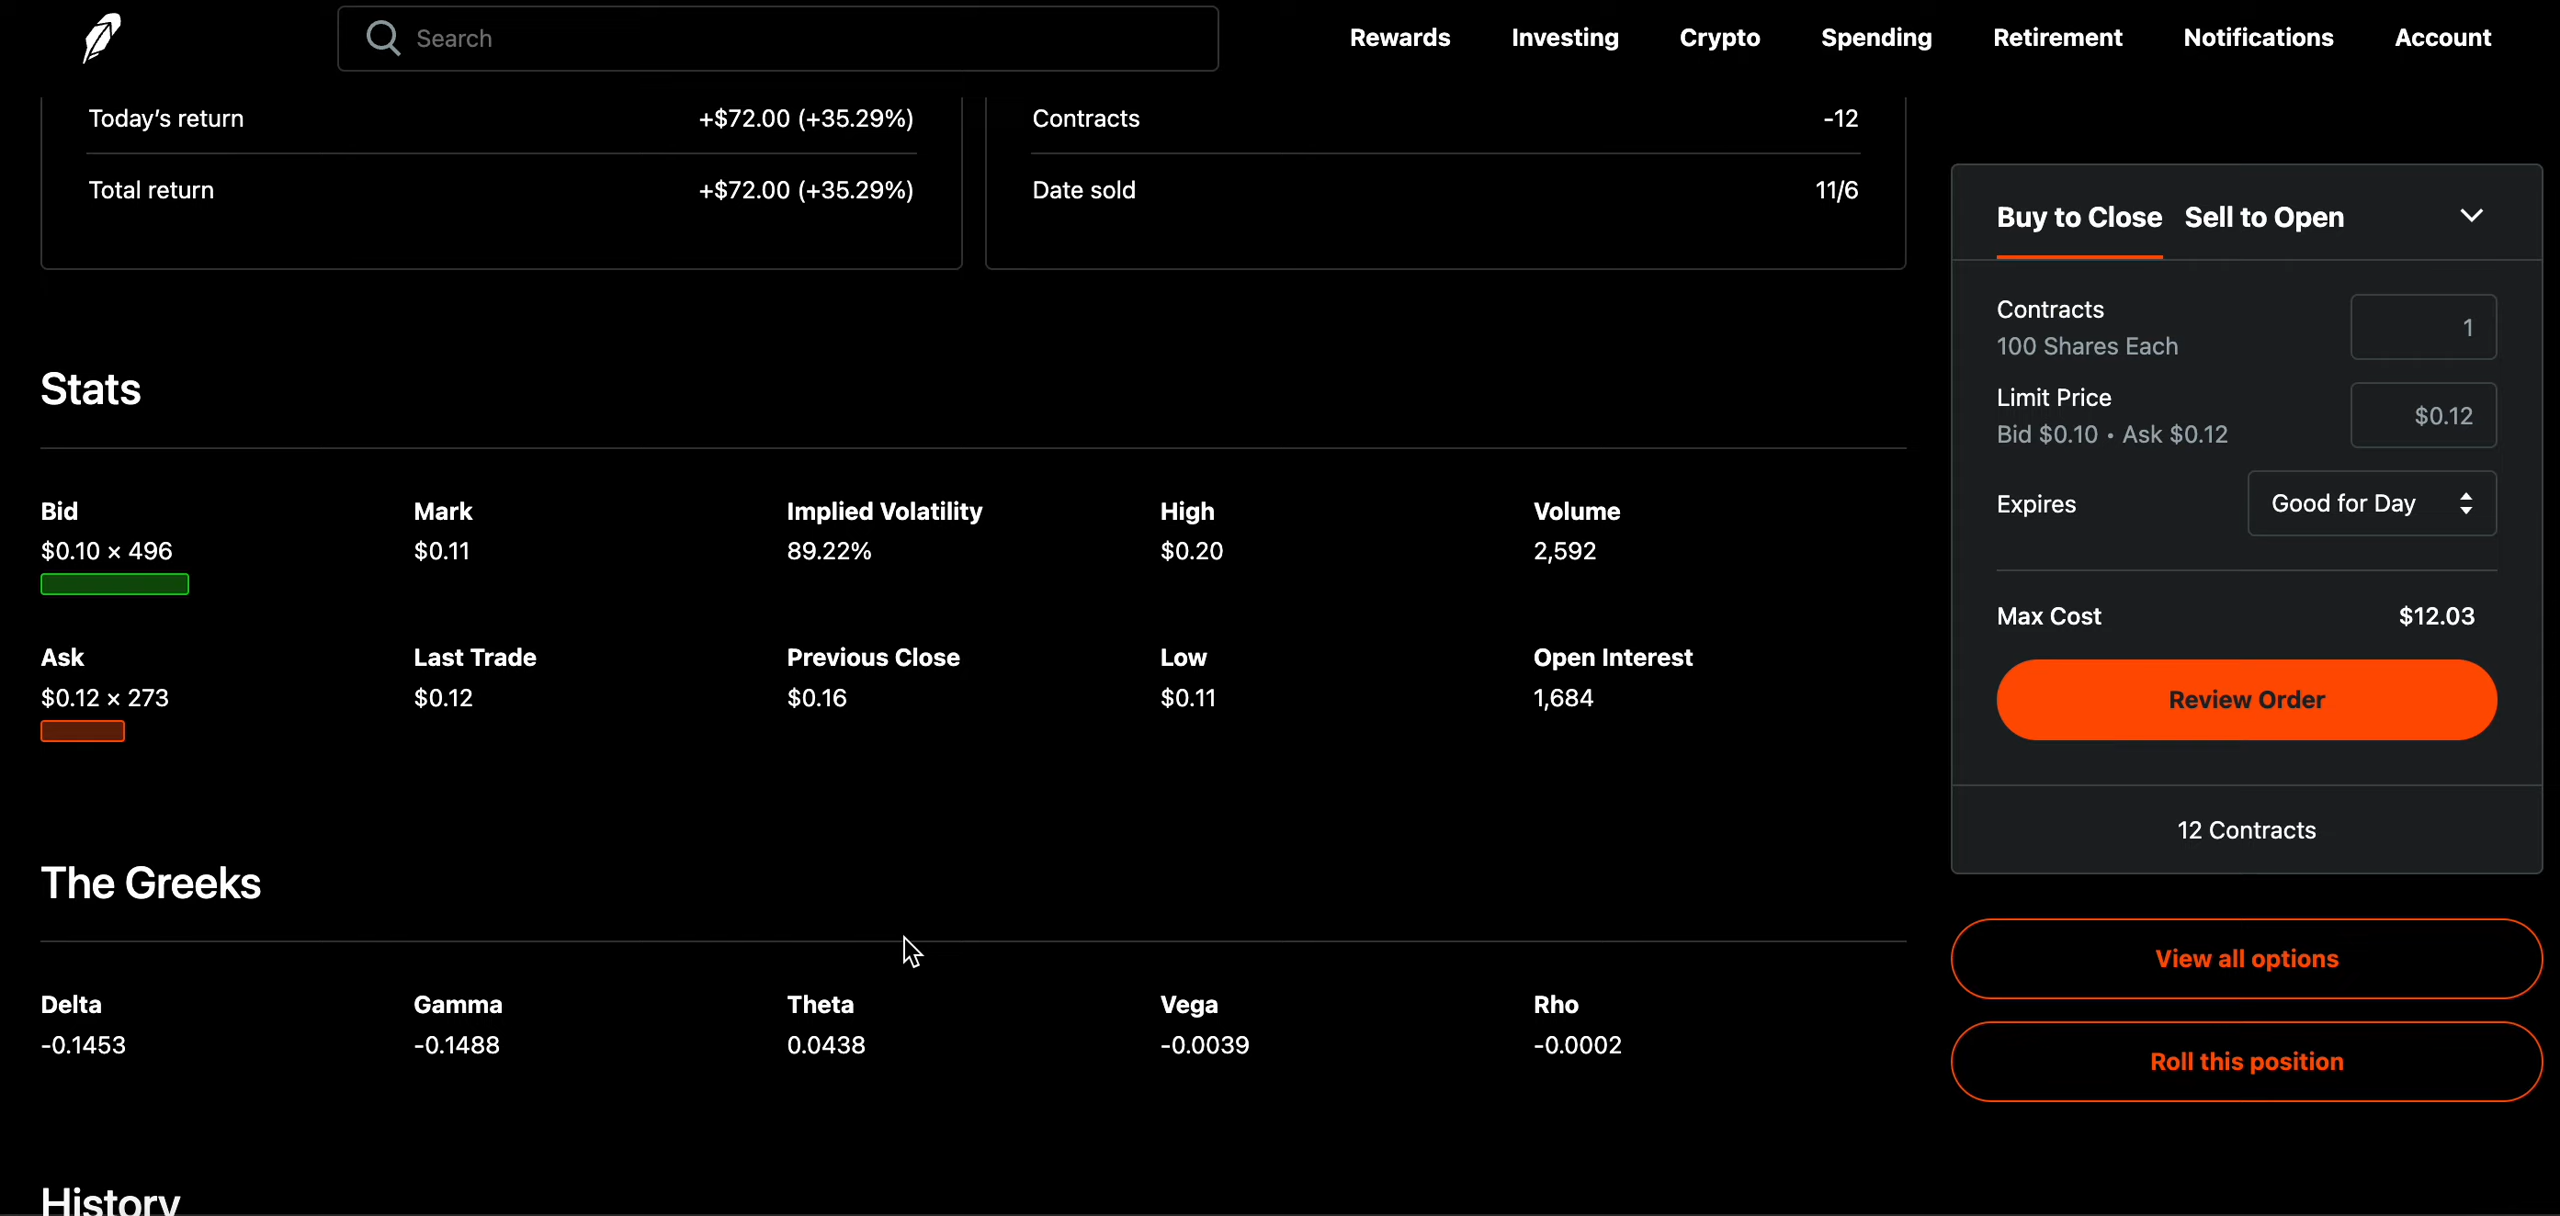 Search
Rewards Investing Crypto Spending Retirement Notifications Account
Today's return +$72.00 (+35.29%)
Total return +$72.00 (+35.29%)
Contracts -12
Date sold 11/6
Stats
Bid Mark Implied Volatility High Volume
$0.10 × 496 $0.11 89.22% $0.20 2,592
Ask Last Trade Previous Close Low Open Interest
$0.12 × 273 $0.12 $0.16 $0.11 1,684
The Greeks
Delta Gamma Theta Vega Rho
-0.1453 -0.1488 0.0438 -0.0039 -0.0002
History
Buy to Close Sell to Open
Contracts 1
100 Shares Each
Limit Price $0.12
Bid $0.10 • Ask $0.12
Expires Good for Day
Max Cost $12.03
Review Order
12 Contracts
View all options
Roll this position